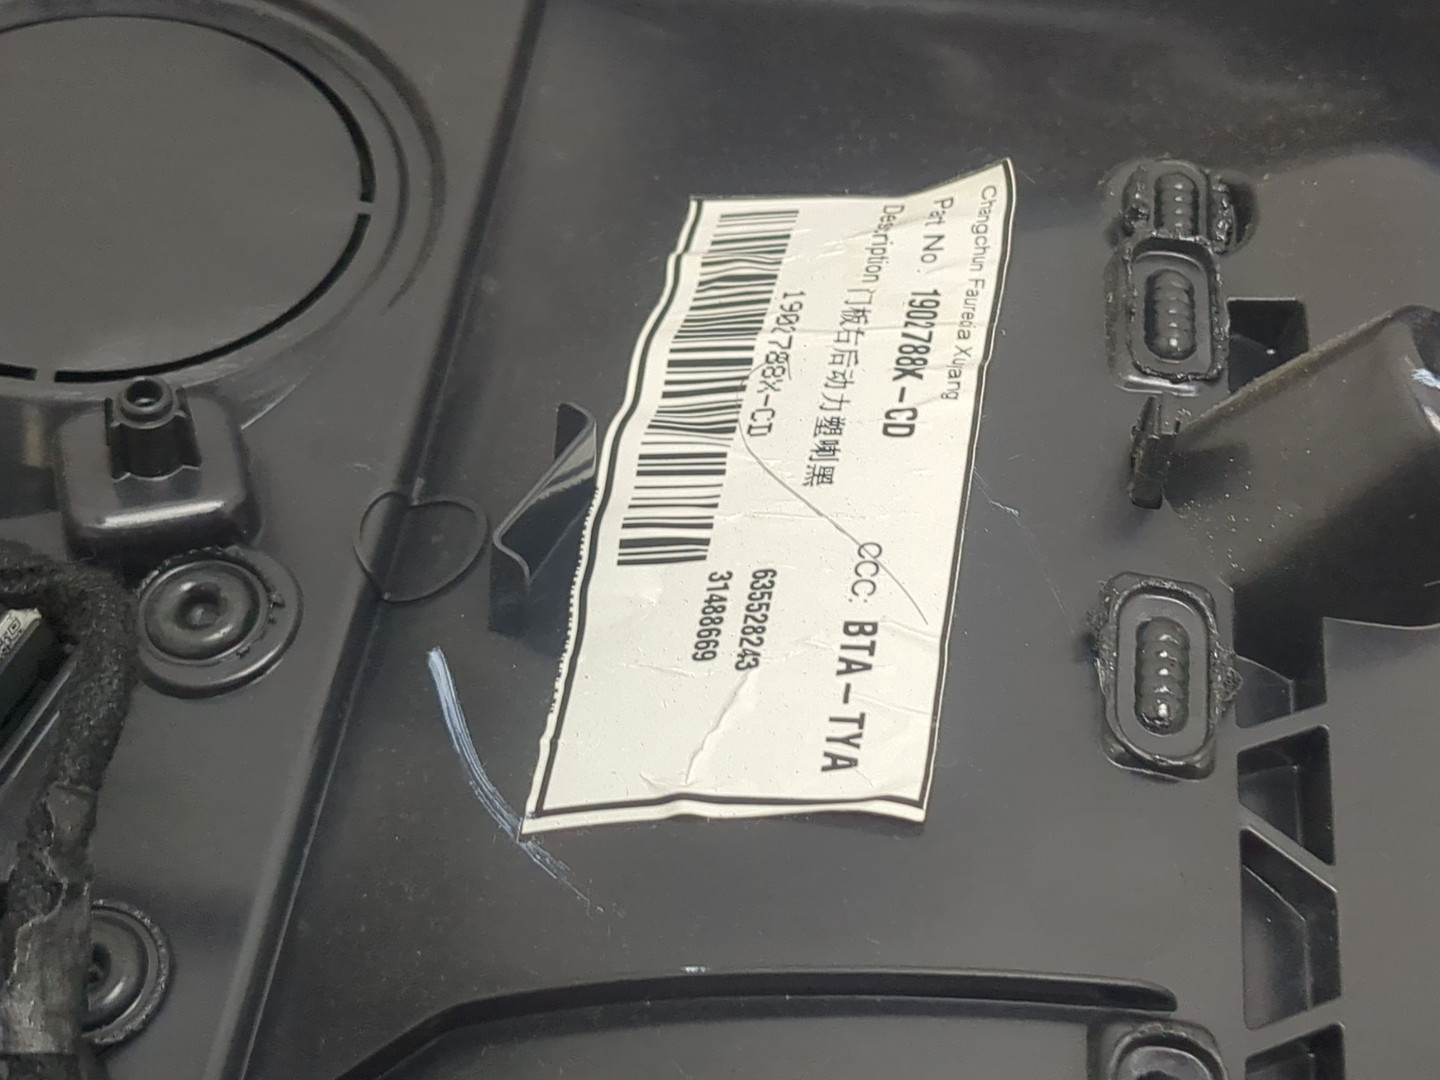 Changchun Faurecia Xuyang
Part No. 1902788X-CD
Description 门板右后动力塑喇黑
CCC: BTA-TYA
1902788X-CD
635528243
31488669